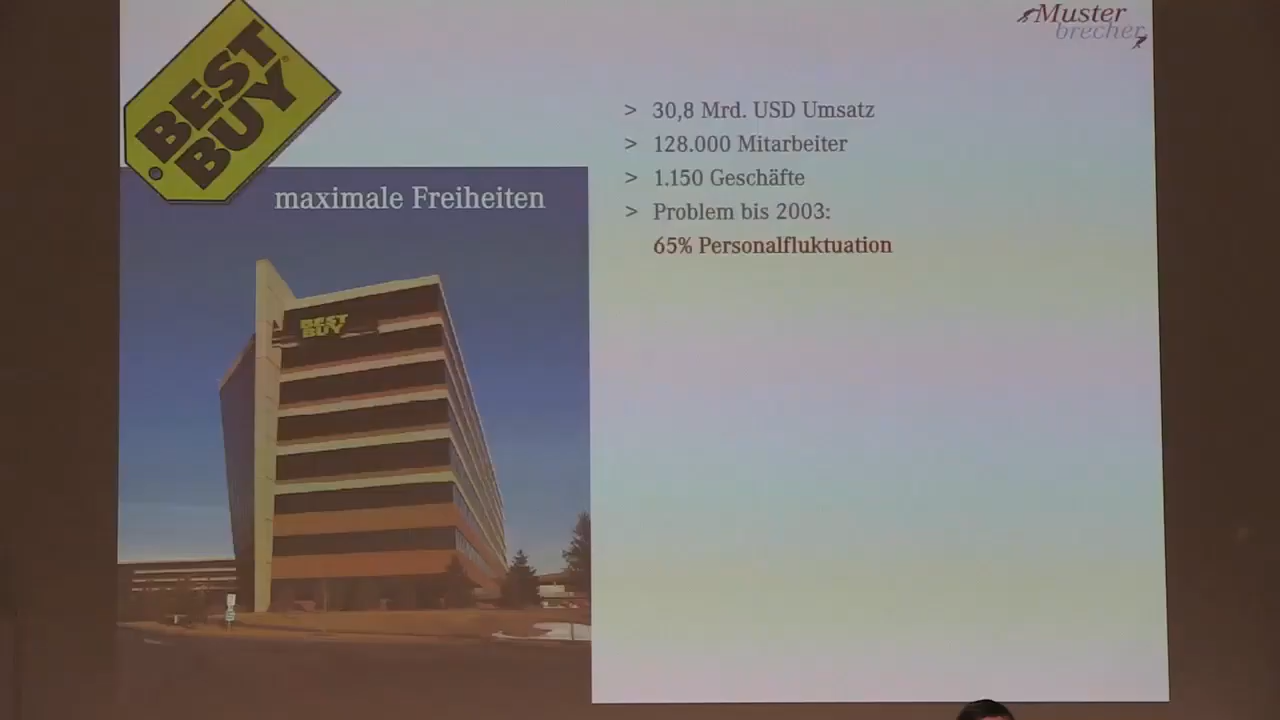 Muster
brecher
BEST
BUY
maximale Freiheiten
BEST
BUY
> 30,8 Mrd. USD Umsatz
> 128.000 Mitarbeiter
> 1.150 Geschäfte
> Problem bis 2003:
65% Personalfluktuation